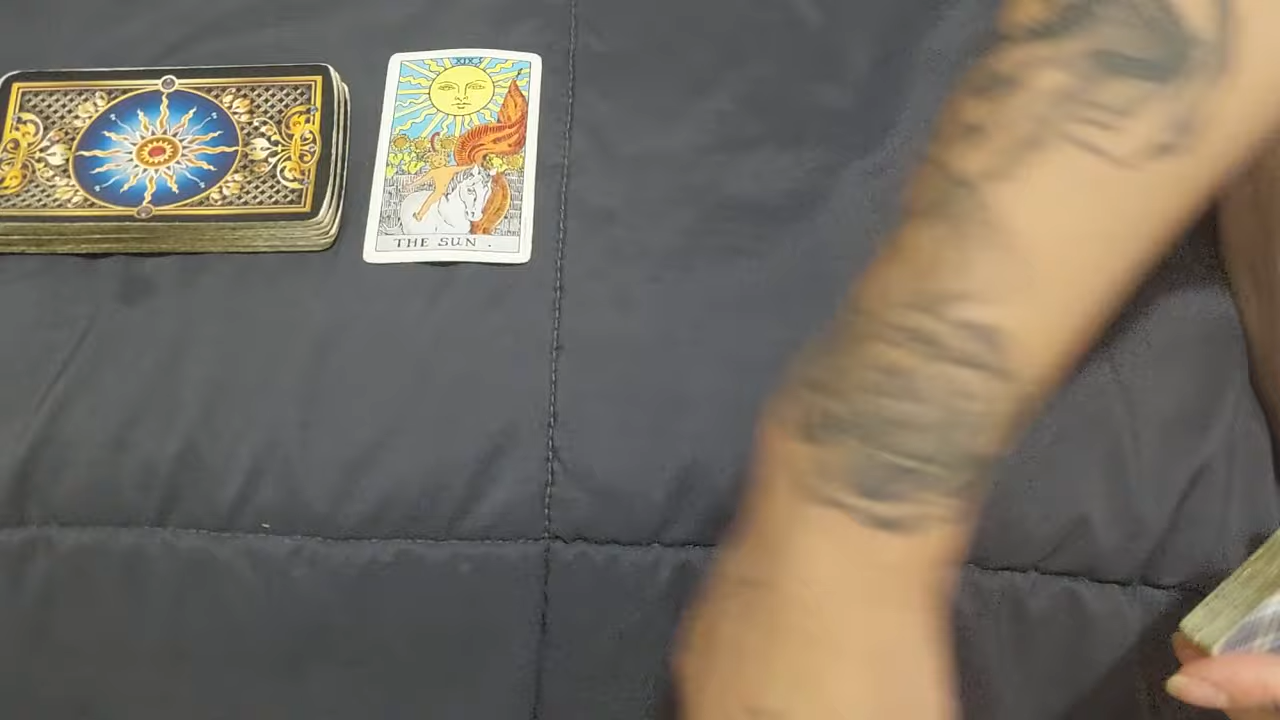 XIX
THE SUN .